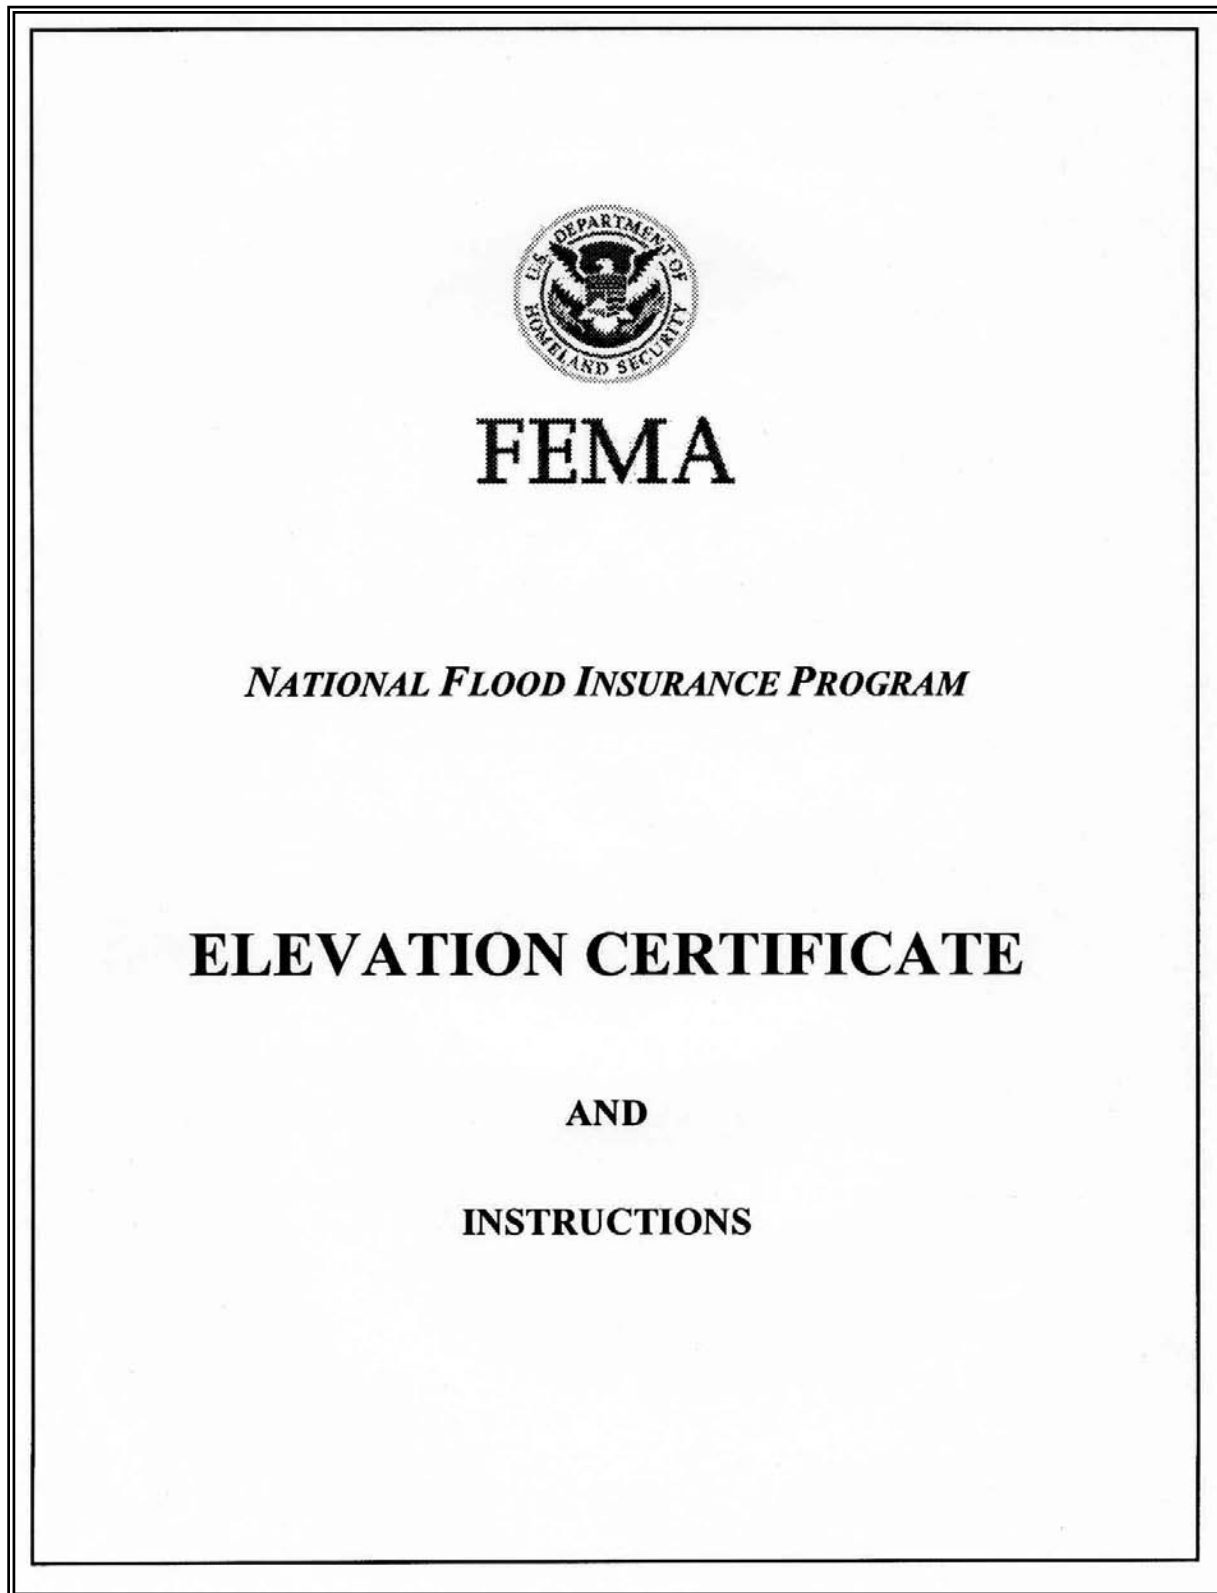 U.S. DEPARTMENT OF
HOMELAND SECURITY
FEMA
NATIONAL FLOOD INSURANCE PROGRAM
ELEVATION CERTIFICATE
AND
INSTRUCTIONS